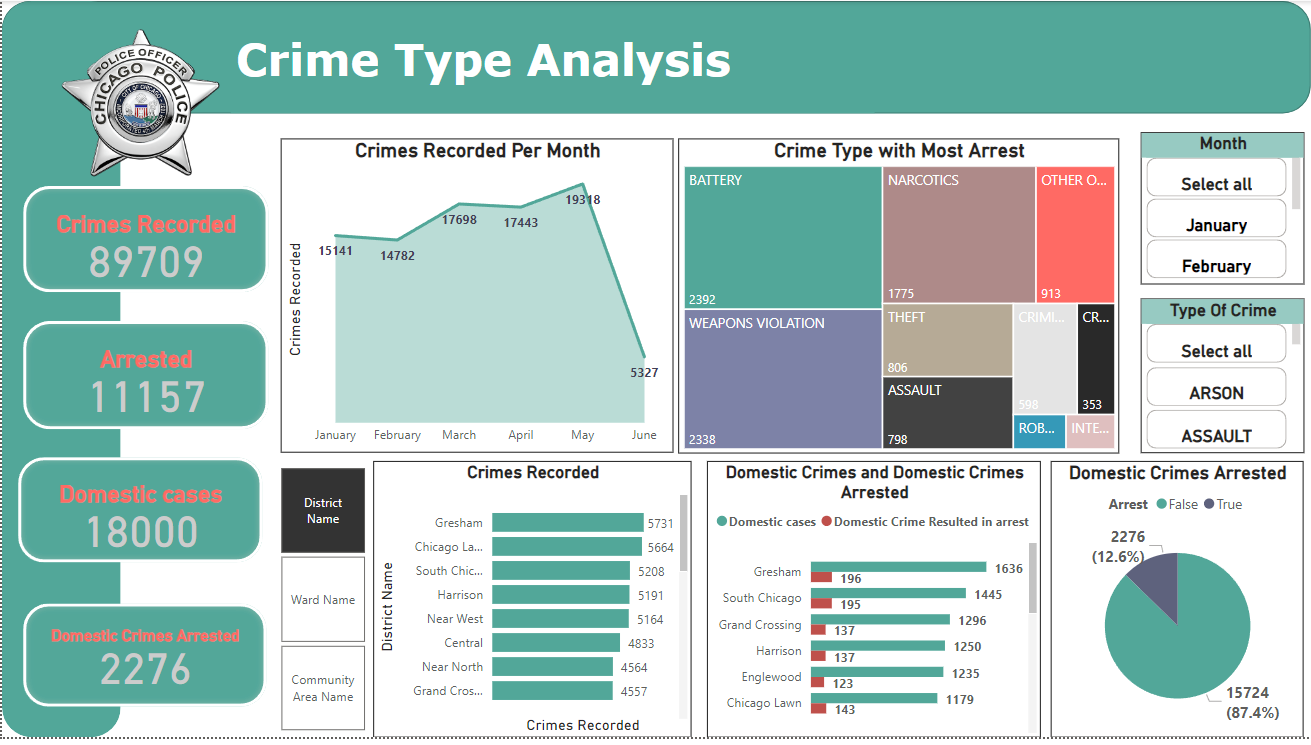 Crime Type Analysis
POLICE OFFICER
CHICAGO POLICE
Crimes Recorded
89709
Arrested
11157
Domestic cases
18000
Domestic Crimes Arrested
2276
Crimes Recorded Per Month
Crimes Recorded
15141
14782
17698
17443
19318
5327
January
February
March
April
May
June
Crime Type with Most Arrest
BATTERY
2392
WEAPONS VIOLATION
2338
NARCOTICS
1775
OTHER O...
913
THEFT
806
ASSAULT
798
CRIMI...
598
CR...
353
ROB...
INTE...
Month
Select all
January
February
Type Of Crime
Select all
ARSON
ASSAULT
District
Name
Ward Name
Community
Area Name
Crimes Recorded
District Name
Gresham 5731
Chicago La... 5664
South Chic... 5208
Harrison 5191
Near West 5164
Central 4833
Near North 4564
Grand Cros... 4557
Crimes Recorded
Domestic Crimes and Domestic Crimes
Arrested
Domestic cases Domestic Crime Resulted in arrest
Gresham 1636
196
South Chicago 1445
195
Grand Crossing 1296
137
Harrison 1250
137
Englewood 1235
123
Chicago Lawn 1179
143
Domestic Crimes Arrested
Arrest False True
2276
(12.6%)
15724
(87.4%)